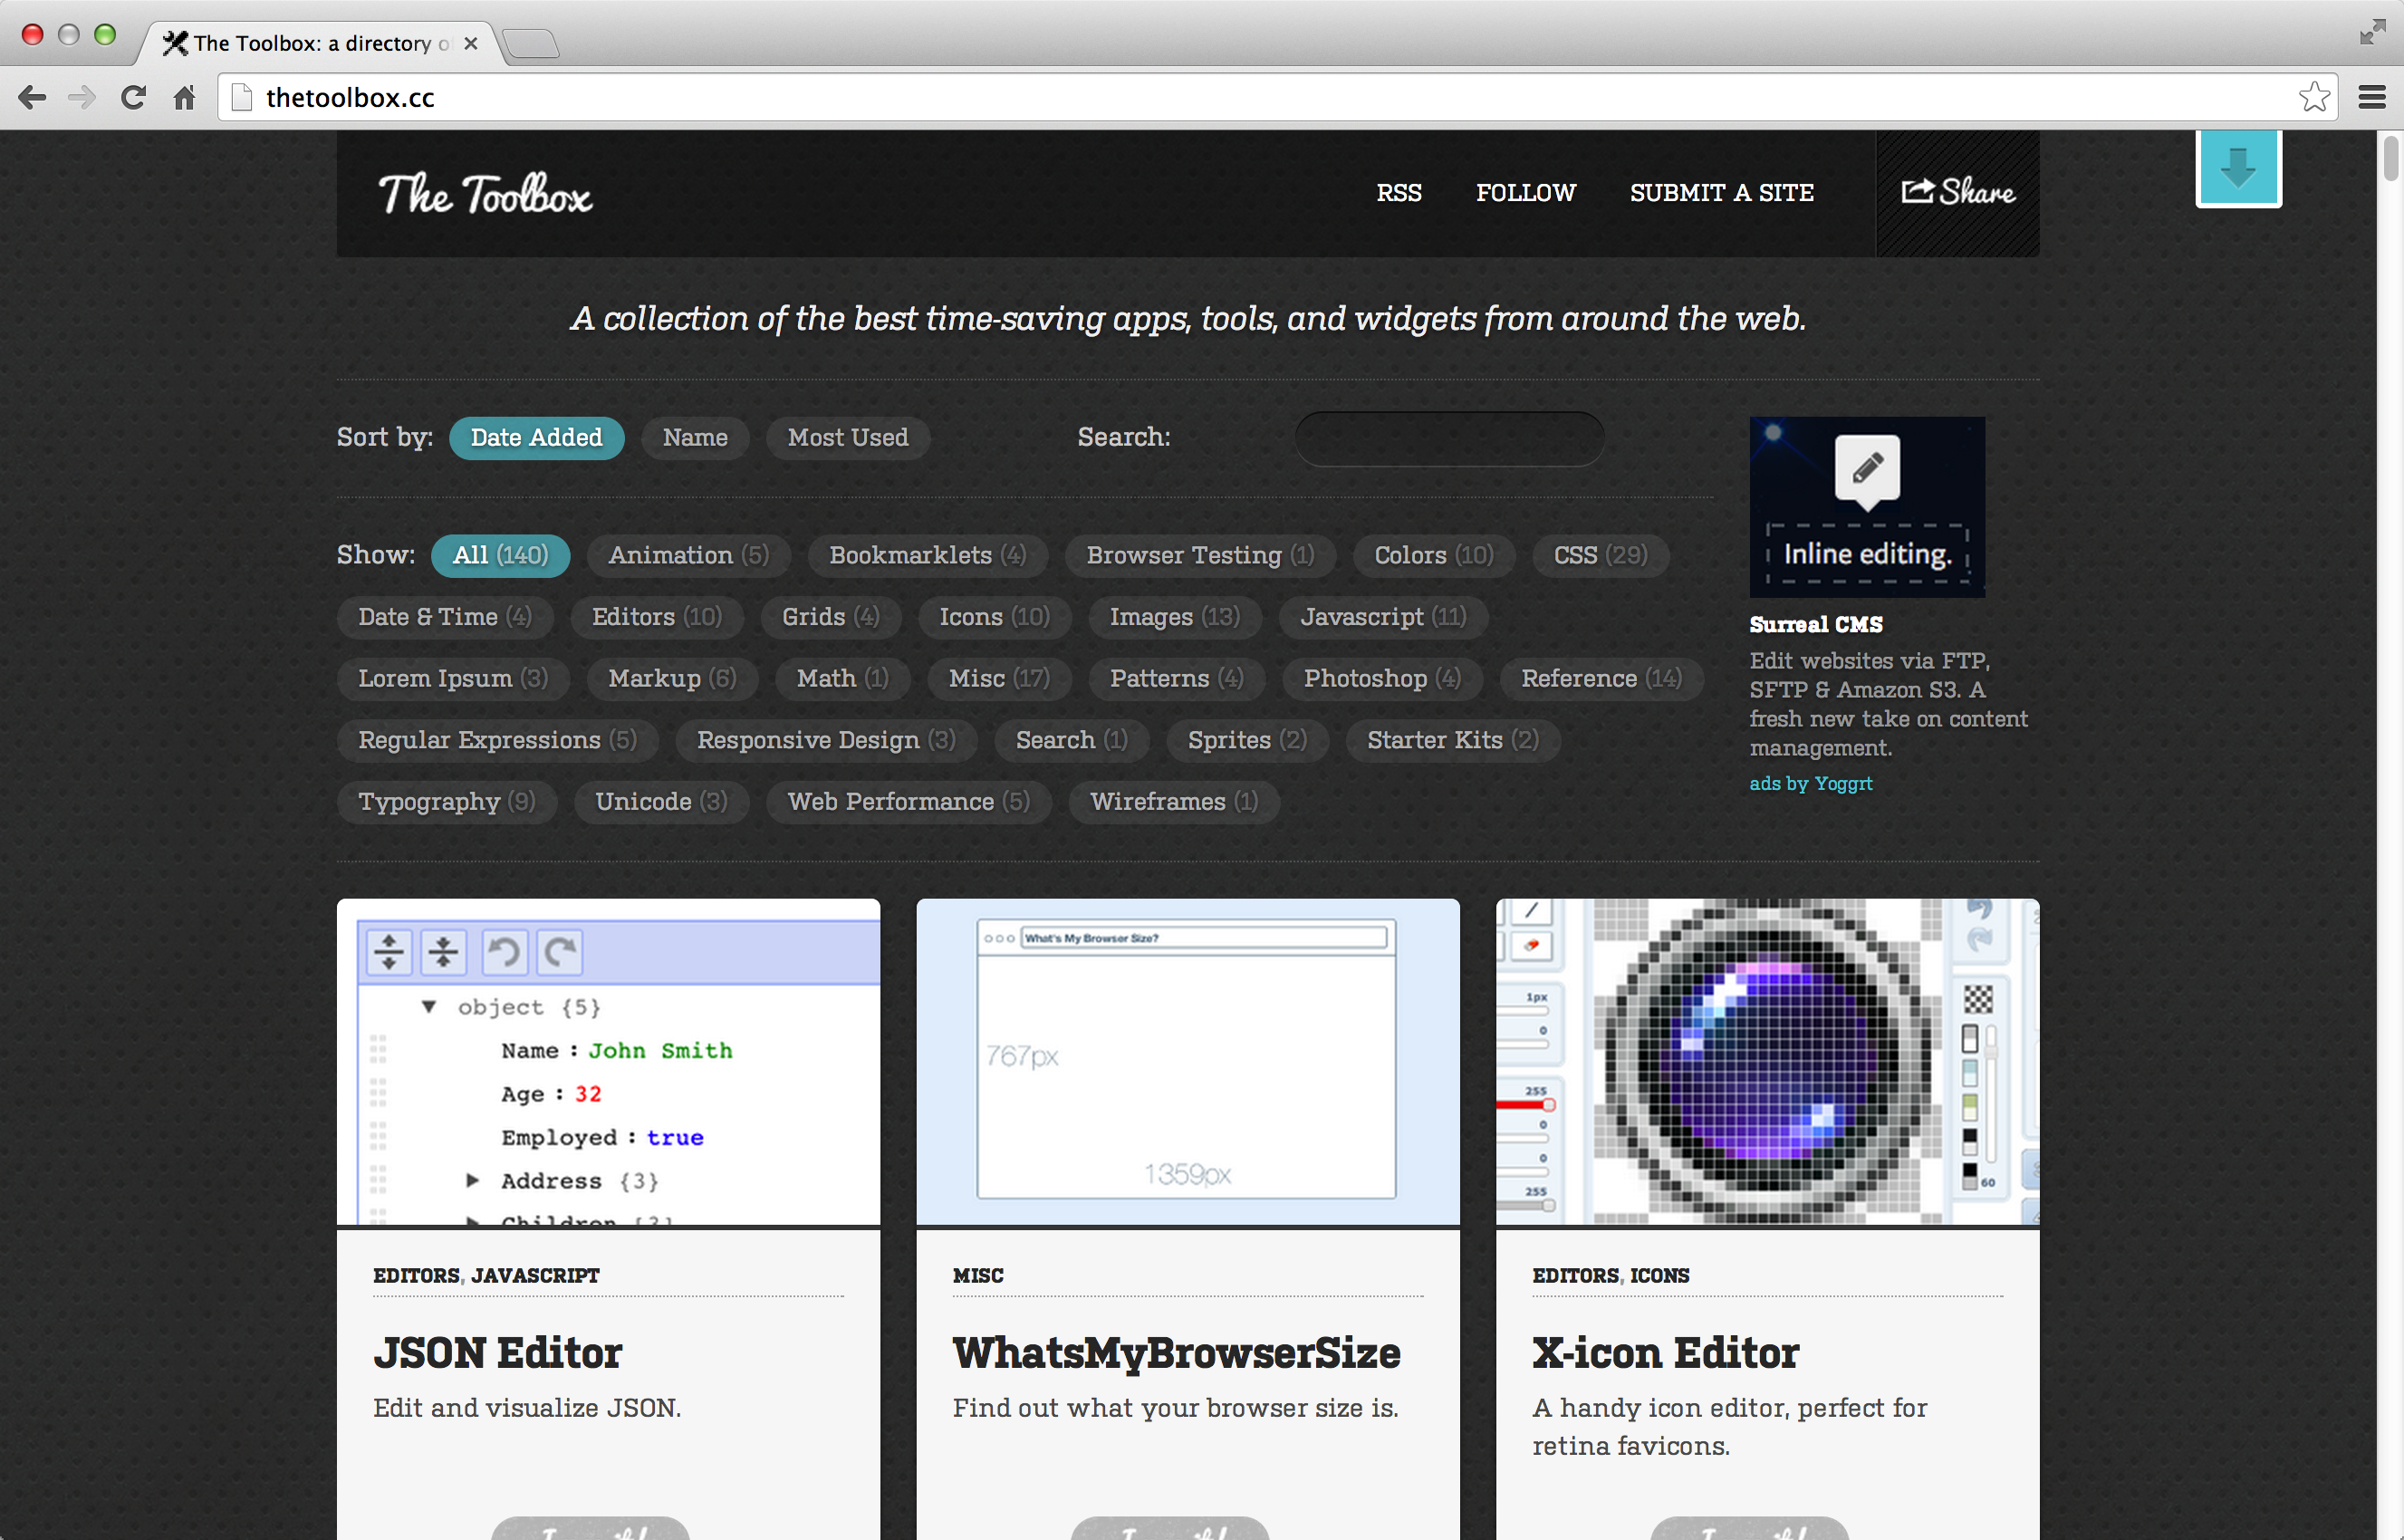 The Toolbox: a directory
thetoolbox.cc
The Toolbox
RSS FOLLOW SUBMIT A SITE Share
A collection of the best time-saving apps, tools, and widgets from around the web.
Sort by: Date Added Name Most Used Search:
Show: All (140) Animation (5) Bookmarklets (4) Browser Testing (1) Colors (10) CSS (29)
Date & Time (4) Editors (10) Grids (4) Icons (10) Images (13) Javascript (11)
Lorem Ipsum (3) Markup (6) Math (1) Misc (17) Patterns (4) Photoshop (4) Reference (14)
Regular Expressions (5) Responsive Design (3) Search (1) Sprites (2) Starter Kits (2)
Typography (9) Unicode (3) Web Performance (5) Wireframes (1)
Inline editing.
Surreal CMS
Edit websites via FTP,
SFTP & Amazon S3. A
fresh new take on content
management.
ads by Yoggrt
object {5}
Name : John Smith
Age : 32
Employed : true
Address {3}
Children
EDITORS, JAVASCRIPT
JSON Editor
Edit and visualize JSON.
What's My Browser Size?
767px
1359px
MISC
WhatsMyBrowserSize
Find out what your browser size is.
1px
0
255
0
0
255
60
EDITORS, ICONS
X-icon Editor
A handy icon editor, perfect for
retina favicons.